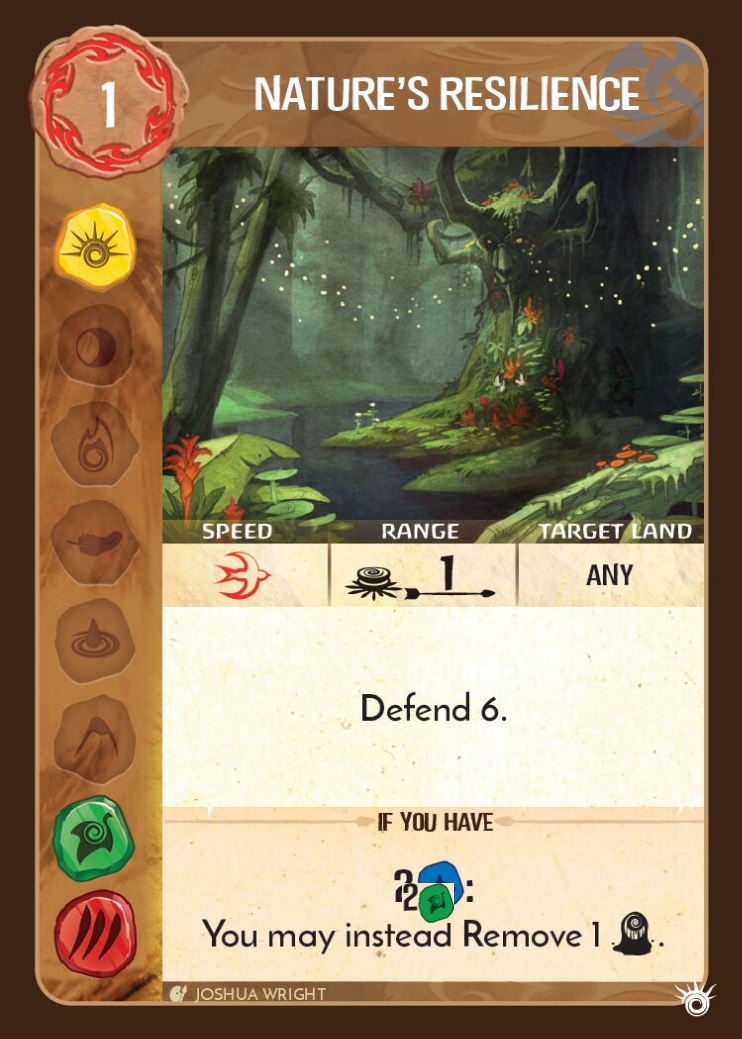 1
NATURE'S RESILIENCE
SPEED RANGE TARGET LAND
1 ANY
Defend 6.
IF YOU HAVE
2 :
You may instead Remove 1 .
JOSHUA WRIGHT